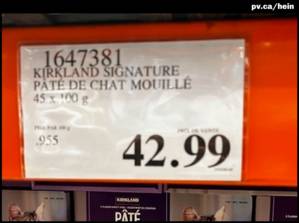 pv.ca/hein
1647381
KIRKLAND SIGNATURE
PÂTÉ DE CHAT MOUILLÉ
45 x 100 g
.955
42.99
KIRKLAND
PÂTÉ